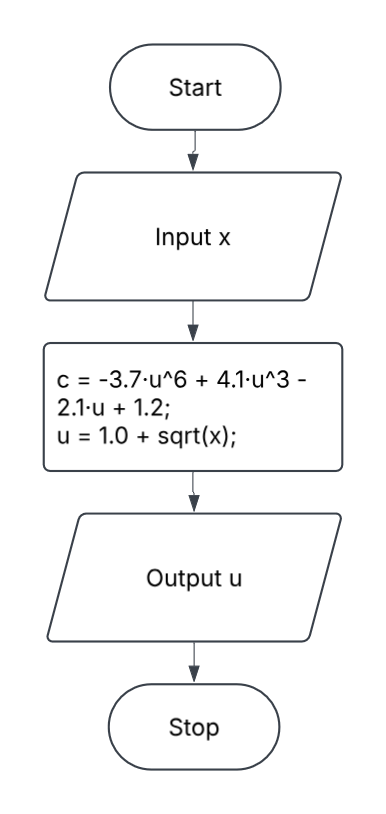 Start
Input x
c = -3.7·u^6 + 4.1·u^3 -
2.1·u + 1.2;
u = 1.0 + sqrt(x);
Output u
Stop